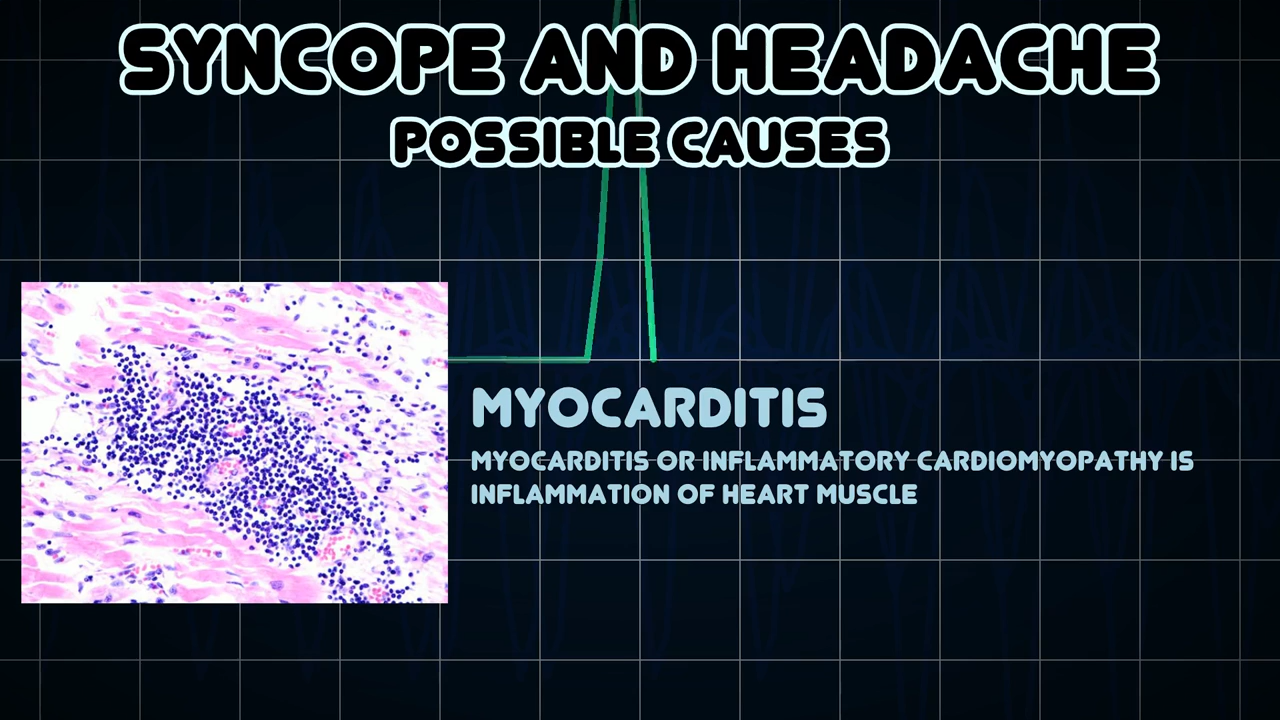 SYNCOPE AND HEADACHE
POSSIBLE CAUSES
MYOCARDITIS
MYOCARDITIS OR INFLAMMATORY CARDIOMYOPATHY IS
INFLAMMATION OF HEART MUSCLE